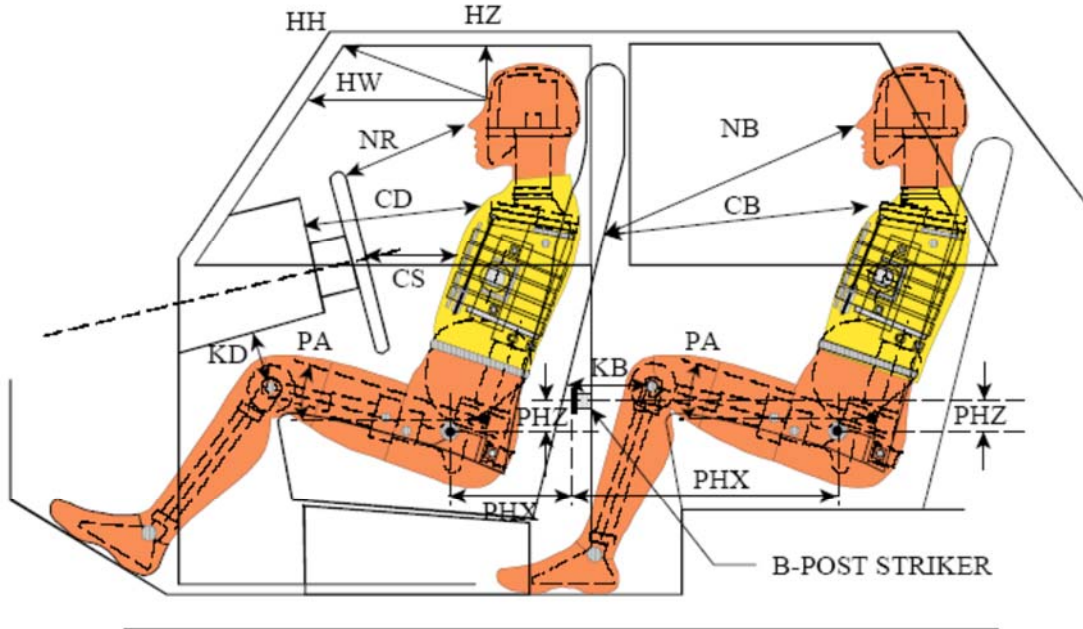 HZ
HH
HW
NR
NB
CD
CB
CS
KD
PA
PA
KB
PHZ
PHZ
PHX
PHX
B-POST STRIKER